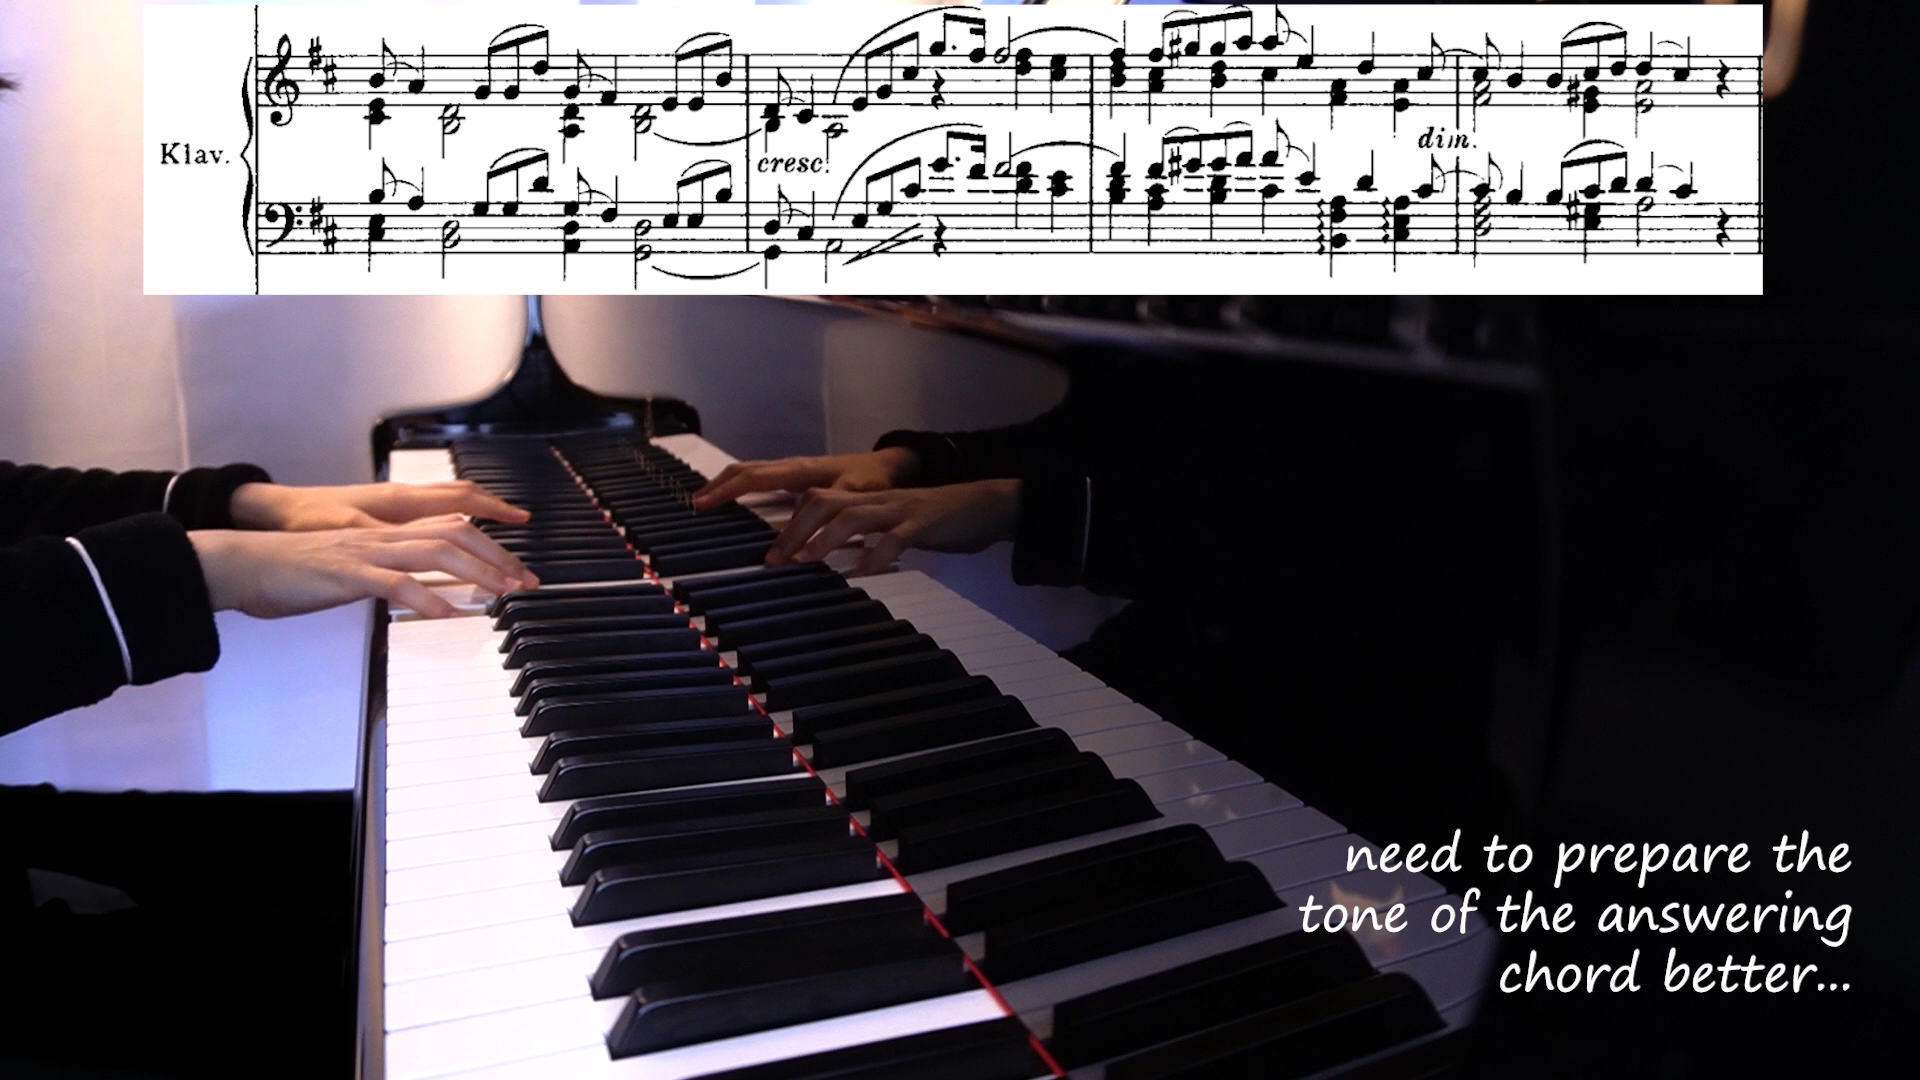 Klav.
cresc.
dim.
need to prepare the
tone of the answering
chord better...